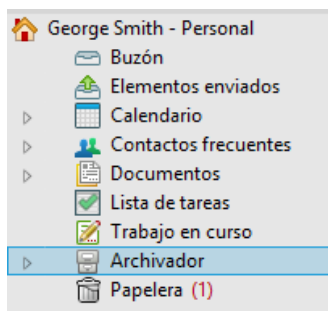 George Smith - Personal
Buzón
Elementos enviados
Calendario
Contactos frecuentes
Documentos
Lista de tareas
Trabajo en curso
Archivador
Papelera (1)